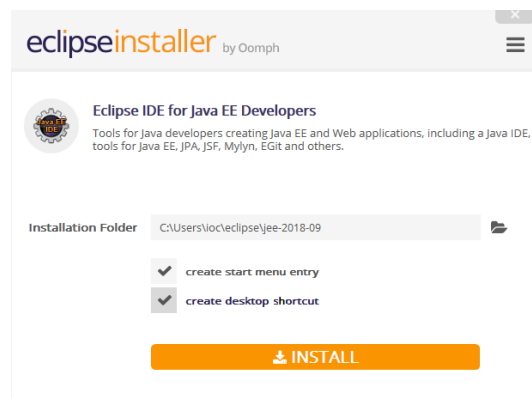 eclipseinstaller by Oomph
Java EE
IDE
Eclipse IDE for Java EE Developers
Tools for Java developers creating Java EE and Web applications, including a Java IDE,
tools for Java EE, JPA, JSF, Mylyn, EGit and others.
Installation Folder C:\Users\ioc\eclipse\jee-2018-09
create start menu entry
create desktop shortcut
INSTALL